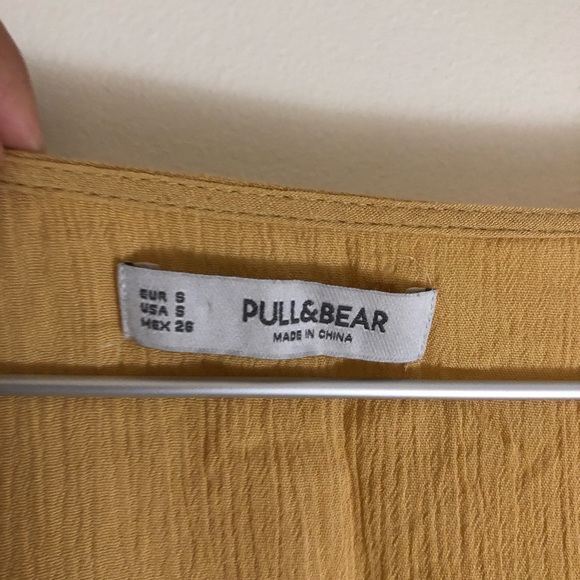 EUR S
USA S
MEX 26
PULL&BEAR
MADE IN CHINA